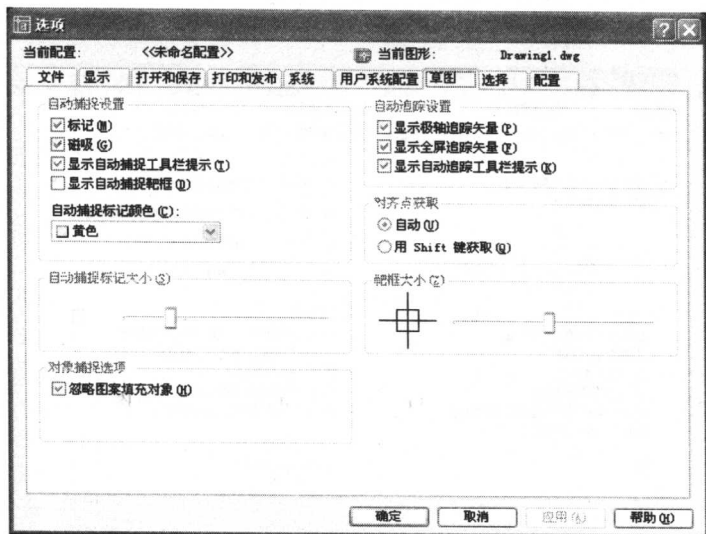 选项
当前配置: <<未命名配置>> 当前图形: Drawing1.dwg
文件 显示 打开和保存 打印和发布 系统 用户系统配置 草图 选择 配置
自动捕捉设置
标记(M)
磁吸(G)
显示自动捕捉工具栏提示(T)
显示自动捕捉靶框(D)
自动捕捉标记颜色(C):
黄色
自动捕捉标记大小(S)
对象捕捉选项
忽略图案填充对象(H)
自动追踪设置
显示极轴追踪矢量(P)
显示全屏追踪矢量(F)
显示自动追踪工具栏提示(K)
对齐点获取
自动(U)
用 Shift 键获取(Q)
靶框大小(Z)
确定 取消 应用(A) 帮助(H)